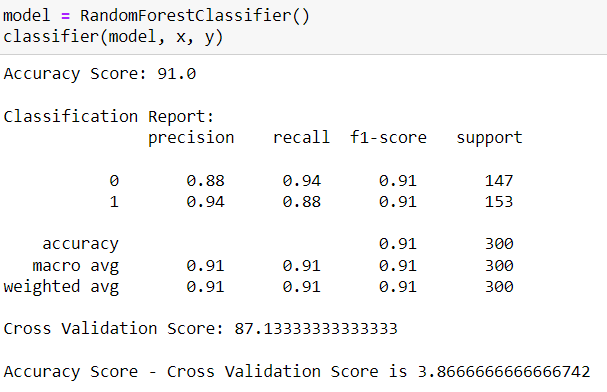 model = RandomForestClassifier()
classifier(model, x, y)
Accuracy Score: 91.0
Classification Report:
precision recall f1-score support
0 0.88 0.94 0.91 147
1 0.94 0.88 0.91 153
accuracy 0.91 300
macro avg 0.91 0.91 0.91 300
weighted avg 0.91 0.91 0.91 300
Cross Validation Score: 87.13333333333333
Accuracy Score - Cross Validation Score is 3.8666666666666742